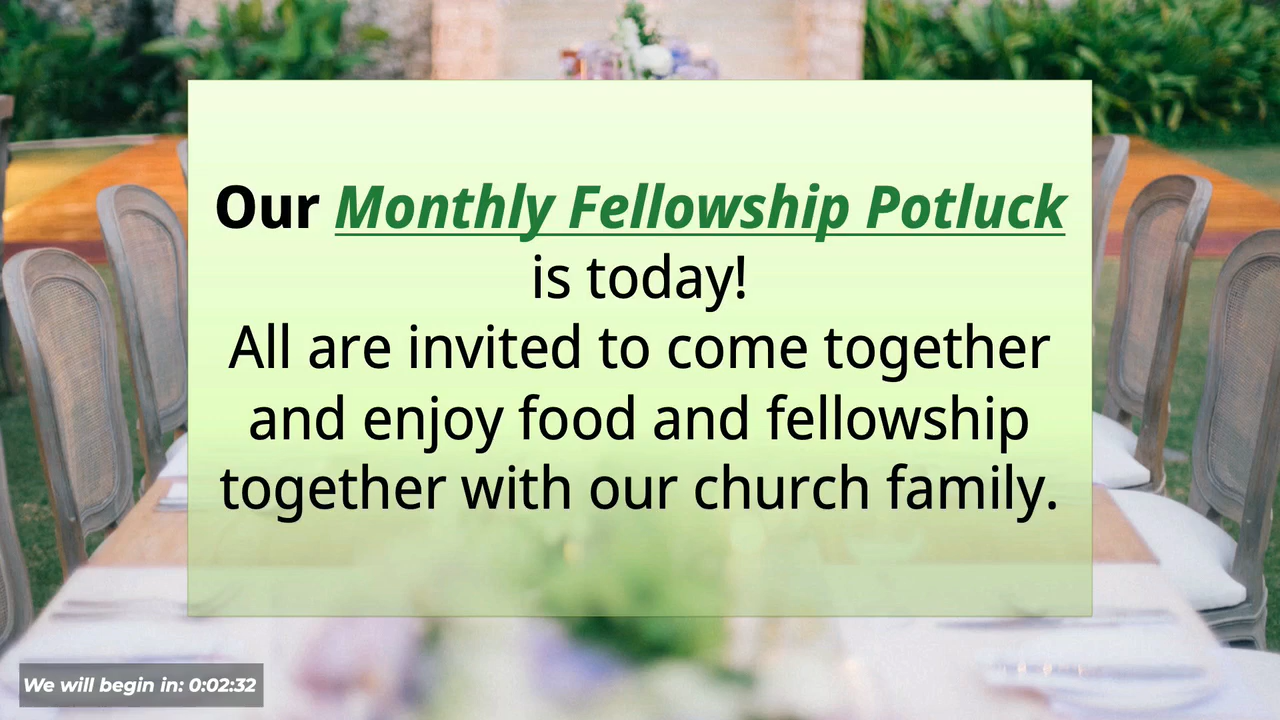 Our Monthly Fellowship Potluck
is today!
All are invited to come together
and enjoy food and fellowship
together with our church family.
We will begin in: 0:02:32